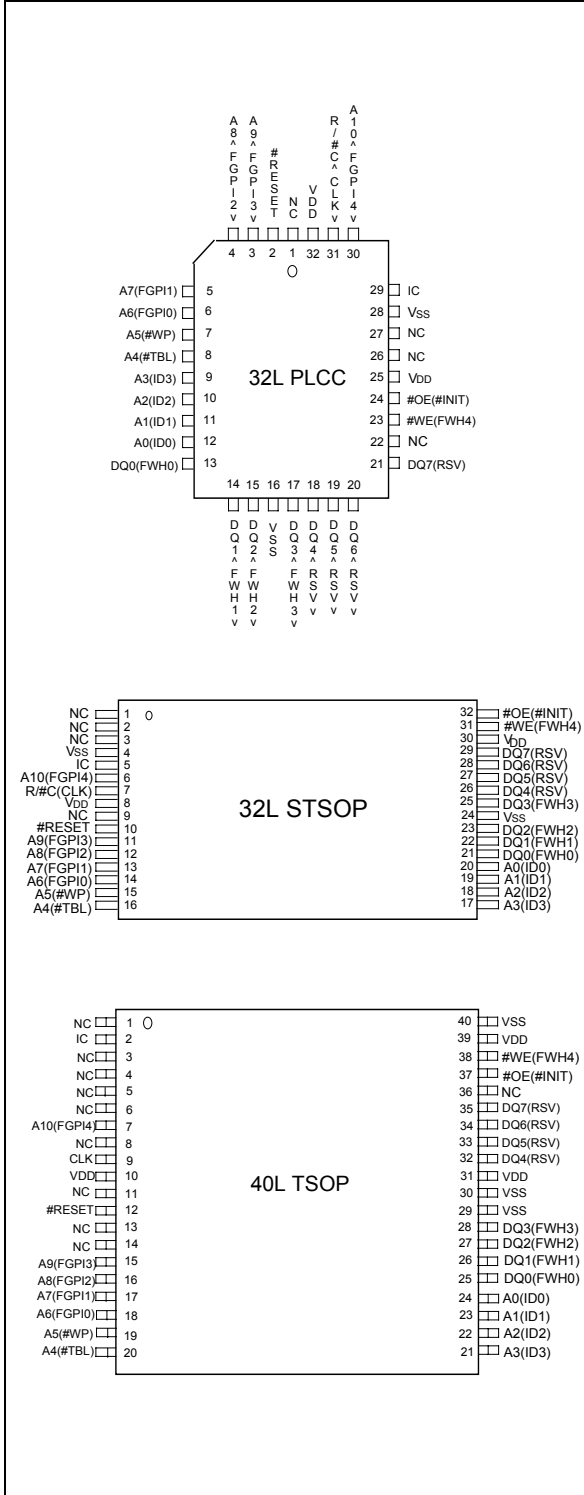 A8^FGPI2v
A9^FGPI3v
#RESET
NC
VDD
R/#C^CLKv
A10^FGPI4v
4 3 2 1 32 31 30
A7(FGPI1) 5
A6(FGPI0) 6
A5(#WP) 7
A4(#TBL) 8
A3(ID3) 9
A2(ID2) 10
A1(ID1) 11
A0(ID0) 12
DQ0(FWH0) 13
32L PLCC
29 IC
28 VSS
27 NC
26 NC
25 VDD
24 #OE(#INIT)
23 #WE(FWH4)
22 NC
21 DQ7(RSV)
14 15 16 17 18 19 20
DQ1^FWH1v
DQ2^FWH2v
VSS
DQ3^FWH3v
DQ4^RSVv
DQ5^RSVv
DQ6^RSVv
NC 1
NC 2
NC 3
VSS 4
IC 5
A10(FGPI4) 6
R/#C(CLK) 7
VDD 8
NC 9
#RESET 10
A9(FGPI3) 11
A8(FGPI2) 12
A7(FGPI1) 13
A6(FGPI0) 14
A5(#WP) 15
A4(#TBL) 16
32L STSOP
32 #OE(#INIT)
31 #WE(FWH4)
30 VDD
29 DQ7(RSV)
28 DQ6(RSV)
27 DQ5(RSV)
26 DQ4(RSV)
25 DQ3(FWH3)
24 VSS
23 DQ2(FWH2)
22 DQ1(FWH1)
21 DQ0(FWH0)
20 A0(ID0)
19 A1(ID1)
18 A2(ID2)
17 A3(ID3)
NC 1
IC 2
NC 3
NC 4
NC 5
NC 6
A10(FGPI4) 7
NC 8
CLK 9
VDD 10
NC 11
#RESET 12
NC 13
NC 14
A9(FGPI3) 15
A8(FGPI2) 16
A7(FGPI1) 17
A6(FGPI0) 18
A5(#WP) 19
A4(#TBL) 20
40L TSOP
40 VSS
39 VDD
38 #WE(FWH4)
37 #OE(#INIT)
36 NC
35 DQ7(RSV)
34 DQ6(RSV)
33 DQ5(RSV)
32 DQ4(RSV)
31 VDD
30 VSS
29 VSS
28 DQ3(FWH3)
27 DQ2(FWH2)
26 DQ1(FWH1)
25 DQ0(FWH0)
24 A0(ID0)
23 A1(ID1)
22 A2(ID2)
21 A3(ID3)